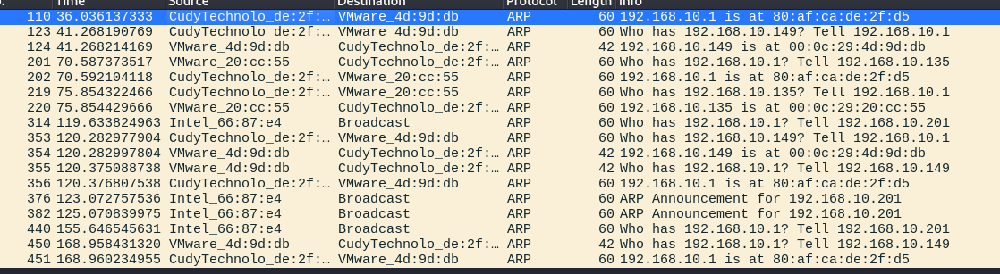 Time Source Destination Protocol Length Info
110 36.036137333 CudyTechnolo_de:2f:… VMware_4d:9d:db ARP 60 192.168.10.1 is at 80:af:ca:de:2f:d5
123 41.268190769 CudyTechnolo_de:2f:… VMware_4d:9d:db ARP 60 Who has 192.168.10.149? Tell 192.168.10.1
124 41.268214169 VMware_4d:9d:db CudyTechnolo_de:2f:… ARP 42 192.168.10.149 is at 00:0c:29:4d:9d:db
201 70.587373517 VMware_20:cc:55 CudyTechnolo_de:2f:… ARP 60 Who has 192.168.10.1? Tell 192.168.10.135
202 70.592104118 CudyTechnolo_de:2f:… VMware_20:cc:55 ARP 60 192.168.10.1 is at 80:af:ca:de:2f:d5
219 75.854322466 CudyTechnolo_de:2f:… VMware_20:cc:55 ARP 60 Who has 192.168.10.135? Tell 192.168.10.1
220 75.854429666 VMware_20:cc:55 CudyTechnolo_de:2f:… ARP 60 192.168.10.135 is at 00:0c:29:20:cc:55
314 119.633824963 Intel_66:87:e4 Broadcast ARP 60 Who has 192.168.10.1? Tell 192.168.10.201
353 120.282977904 CudyTechnolo_de:2f:… VMware_4d:9d:db ARP 60 Who has 192.168.10.149? Tell 192.168.10.1
354 120.282997804 VMware_4d:9d:db CudyTechnolo_de:2f:… ARP 42 192.168.10.149 is at 00:0c:29:4d:9d:db
355 120.375088738 VMware_4d:9d:db CudyTechnolo_de:2f:… ARP 42 Who has 192.168.10.1? Tell 192.168.10.149
356 120.376807538 CudyTechnolo_de:2f:… VMware_4d:9d:db ARP 60 192.168.10.1 is at 80:af:ca:de:2f:d5
376 123.072757536 Intel_66:87:e4 Broadcast ARP 60 ARP Announcement for 192.168.10.201
382 125.070839975 Intel_66:87:e4 Broadcast ARP 60 ARP Announcement for 192.168.10.201
440 155.646545631 Intel_66:87:e4 Broadcast ARP 60 Who has 192.168.10.1? Tell 192.168.10.201
450 168.958431320 VMware_4d:9d:db CudyTechnolo_de:2f:… ARP 42 Who has 192.168.10.1? Tell 192.168.10.149
451 168.960234955 CudyTechnolo_de:2f:… VMware_4d:9d:db ARP 60 192.168.10.1 is at 80:af:ca:de:2f:d5